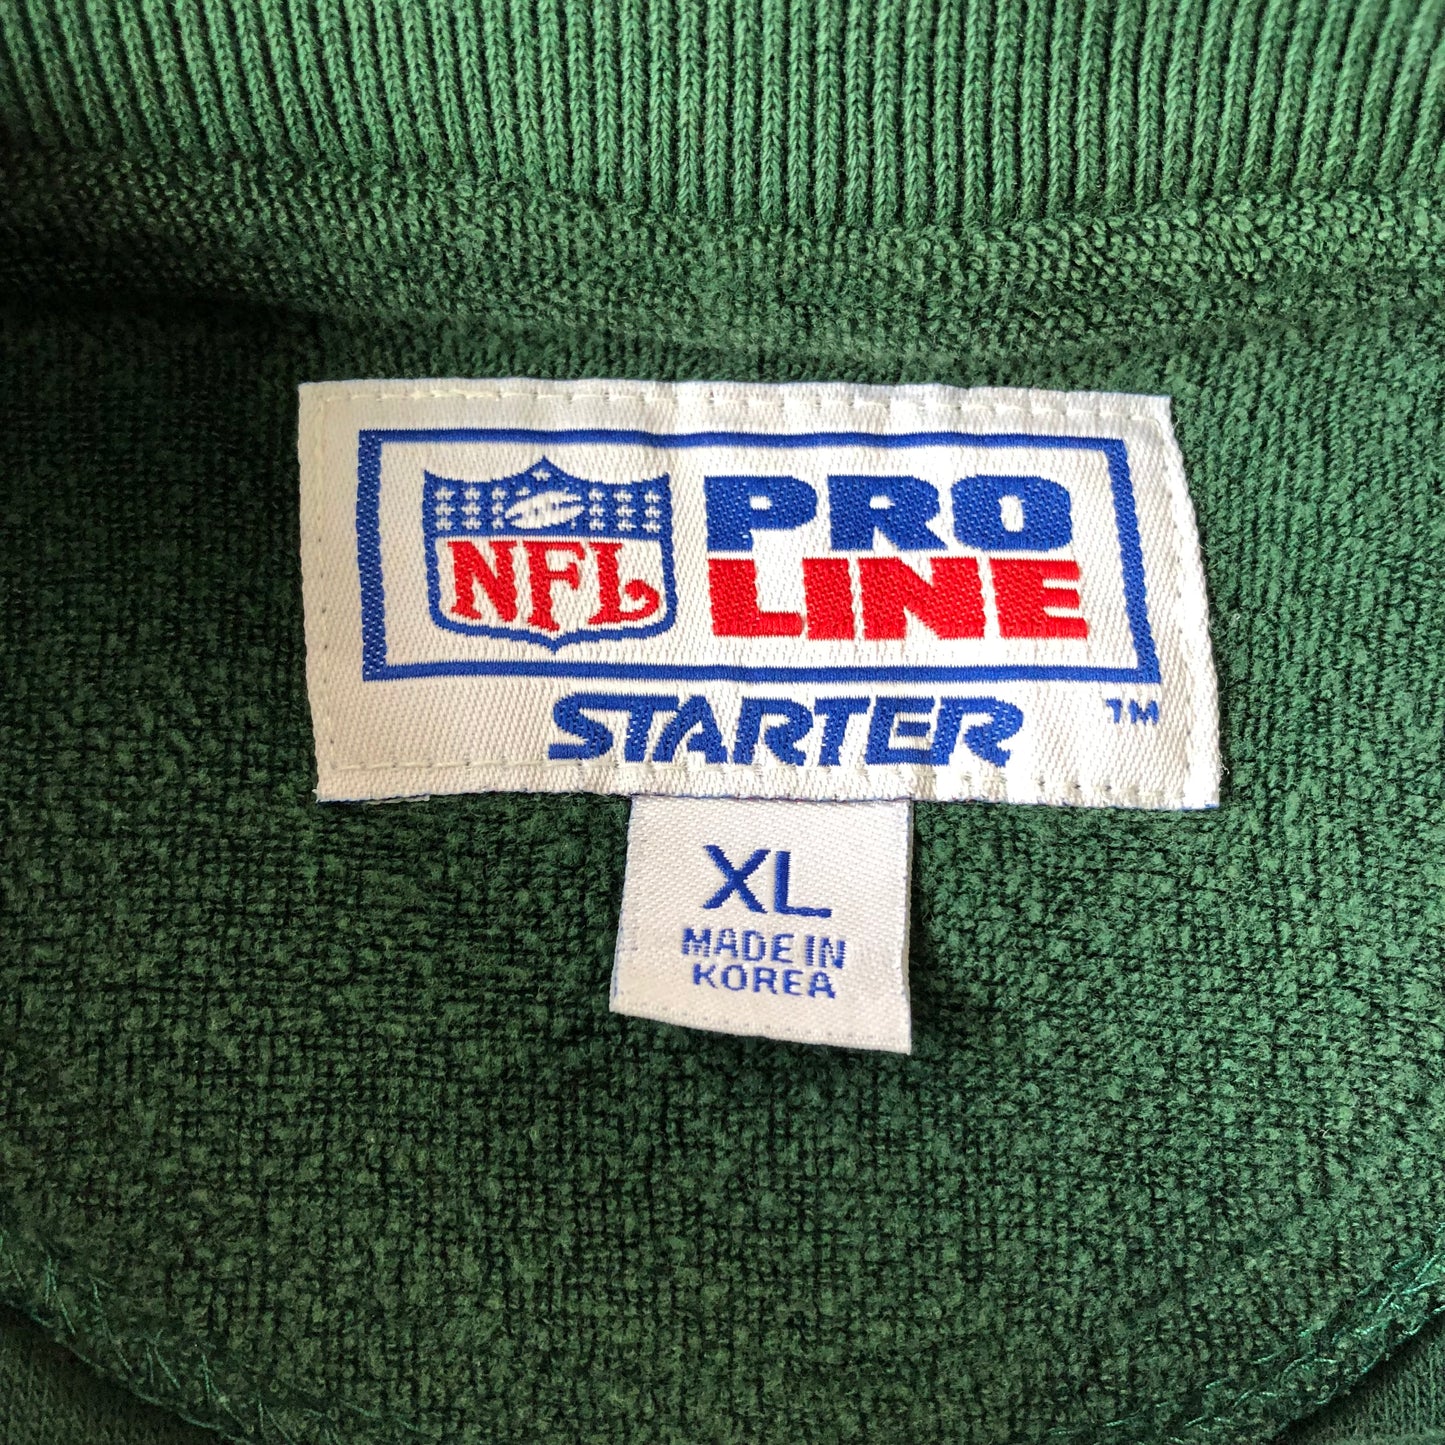 NFL
PRO
LINE
STARTER ™
XL
MADE IN
KOREA